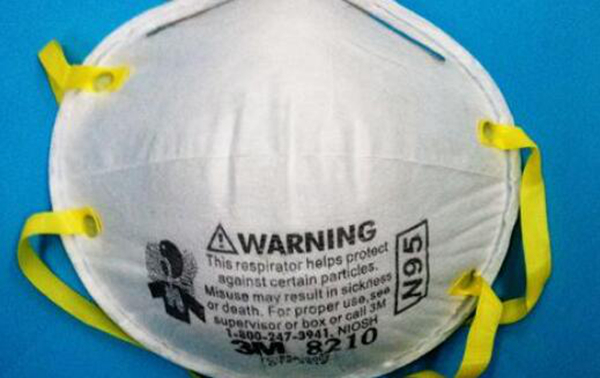 ⚠WARNING
This respirator helps protect
against certain particles.
Misuse may result in sickness
or death. For proper use, see
supervisor or box or call 3M
1-800-247-3941, NIOSH
3M 8210
N95